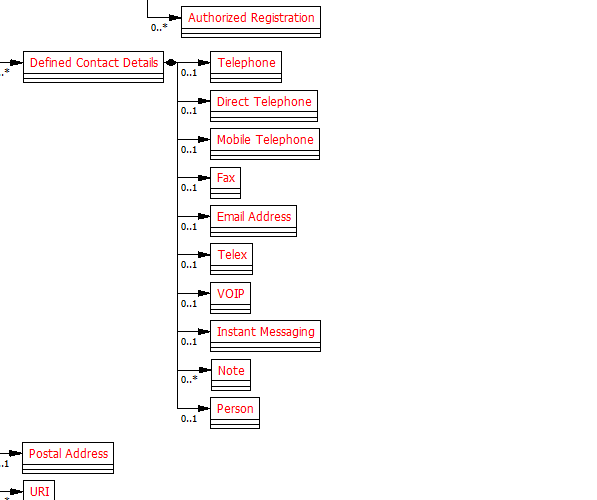 Authorized Registration
0..*
Defined Contact Details
..*
Telephone
0..1
Direct Telephone
0..1
Mobile Telephone
0..1
Fax
0..1
Email Address
0..1
Telex
0..1
VOIP
0..1
Instant Messaging
0..1
Note
0..*
Person
0..1
Postal Address
..1
URI
..*